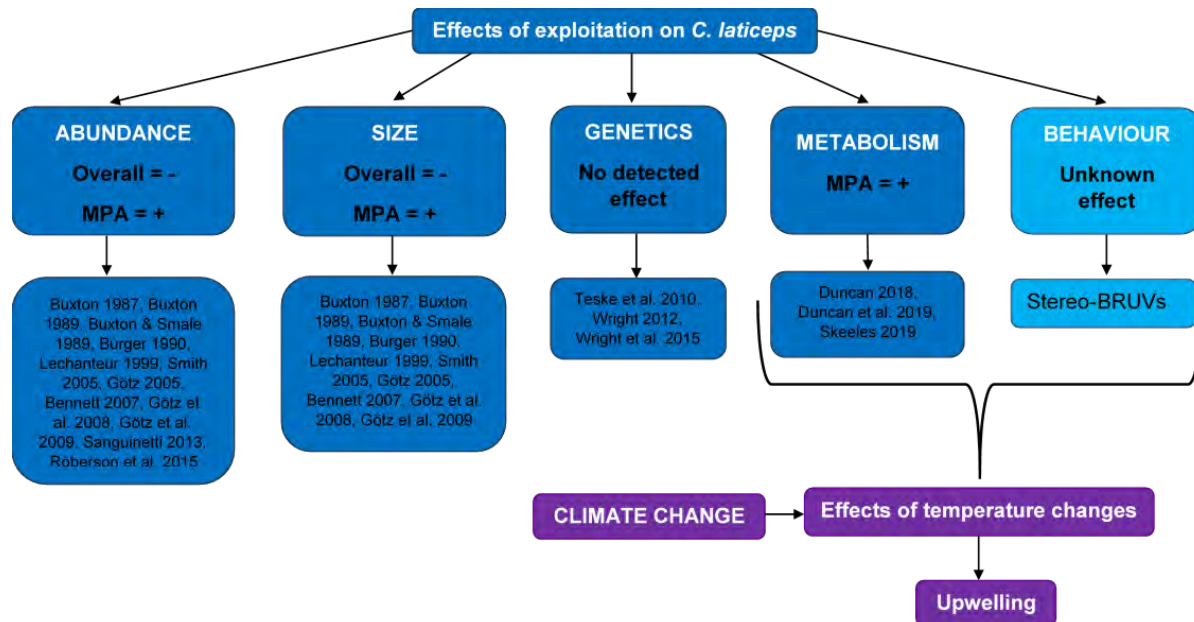 Effects of exploitation on C. laticeps
ABUNDANCE
Overall = -
MPA = +
SIZE
Overall = -
MPA = +
GENETICS
No detected
effect
METABOLISM
MPA = +
BEHAVIOUR
Unknown
effect
Buxton 1987, Buxton
1989, Buxton & Smale
1989, Burger 1990,
Lechanteur 1999, Smith
2005, Götz 2005,
Bennett 2007, Götz et
al. 2008, Götz et al.
2009, Sanguinetti 2013,
Roberson et al. 2015
Buxton 1987, Buxton
1989, Buxton & Smale
1989, Burger 1990,
Lechanteur 1999, Smith
2005, Götz 2005,
Bennett 2007, Götz et al.
2008, Götz et al. 2009
Teske et al. 2010,
Wright 2012,
Wright et al. 2015
Duncan 2018,
Duncan et al. 2019,
Skeeles 2019
Stereo-BRUVs
CLIMATE CHANGE
Effects of temperature changes
Upwelling